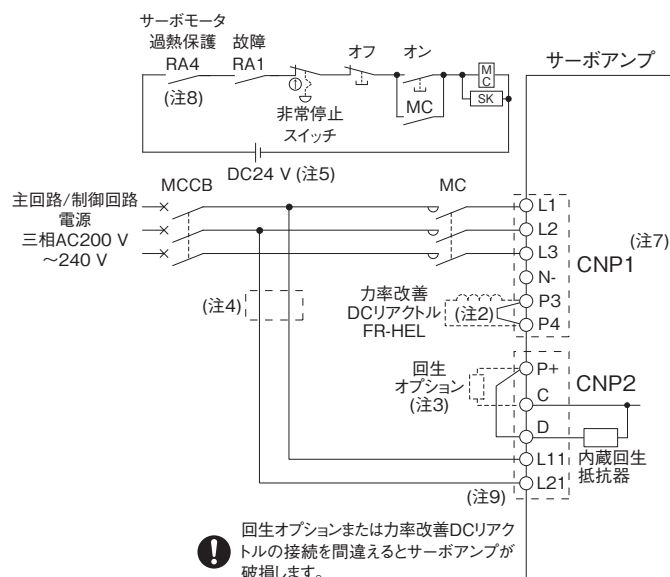 サーボモータ
過熱保護 故障
RA4 RA1
(注8)
オフ オン
非常停止
スイッチ
MC
SK
MC
サーボアンプ
DC24 V (注5)
MCCB MC
主回路/制御回路
電源
三相AC200 V
～240 V
L1
L2
L3
N-
P3
P4
CNP1
(注7)
(注4)
力率改善
DCリアクトル
FR-HEL
(注2)
回生
オプション
(注3)
P+
C
D
L11
L21
CNP2
内蔵回生
抵抗器
(注9)
回生オプションまたは力率改善DCリアク
トルの接続を間違えるとサーボアンプが
破損します。